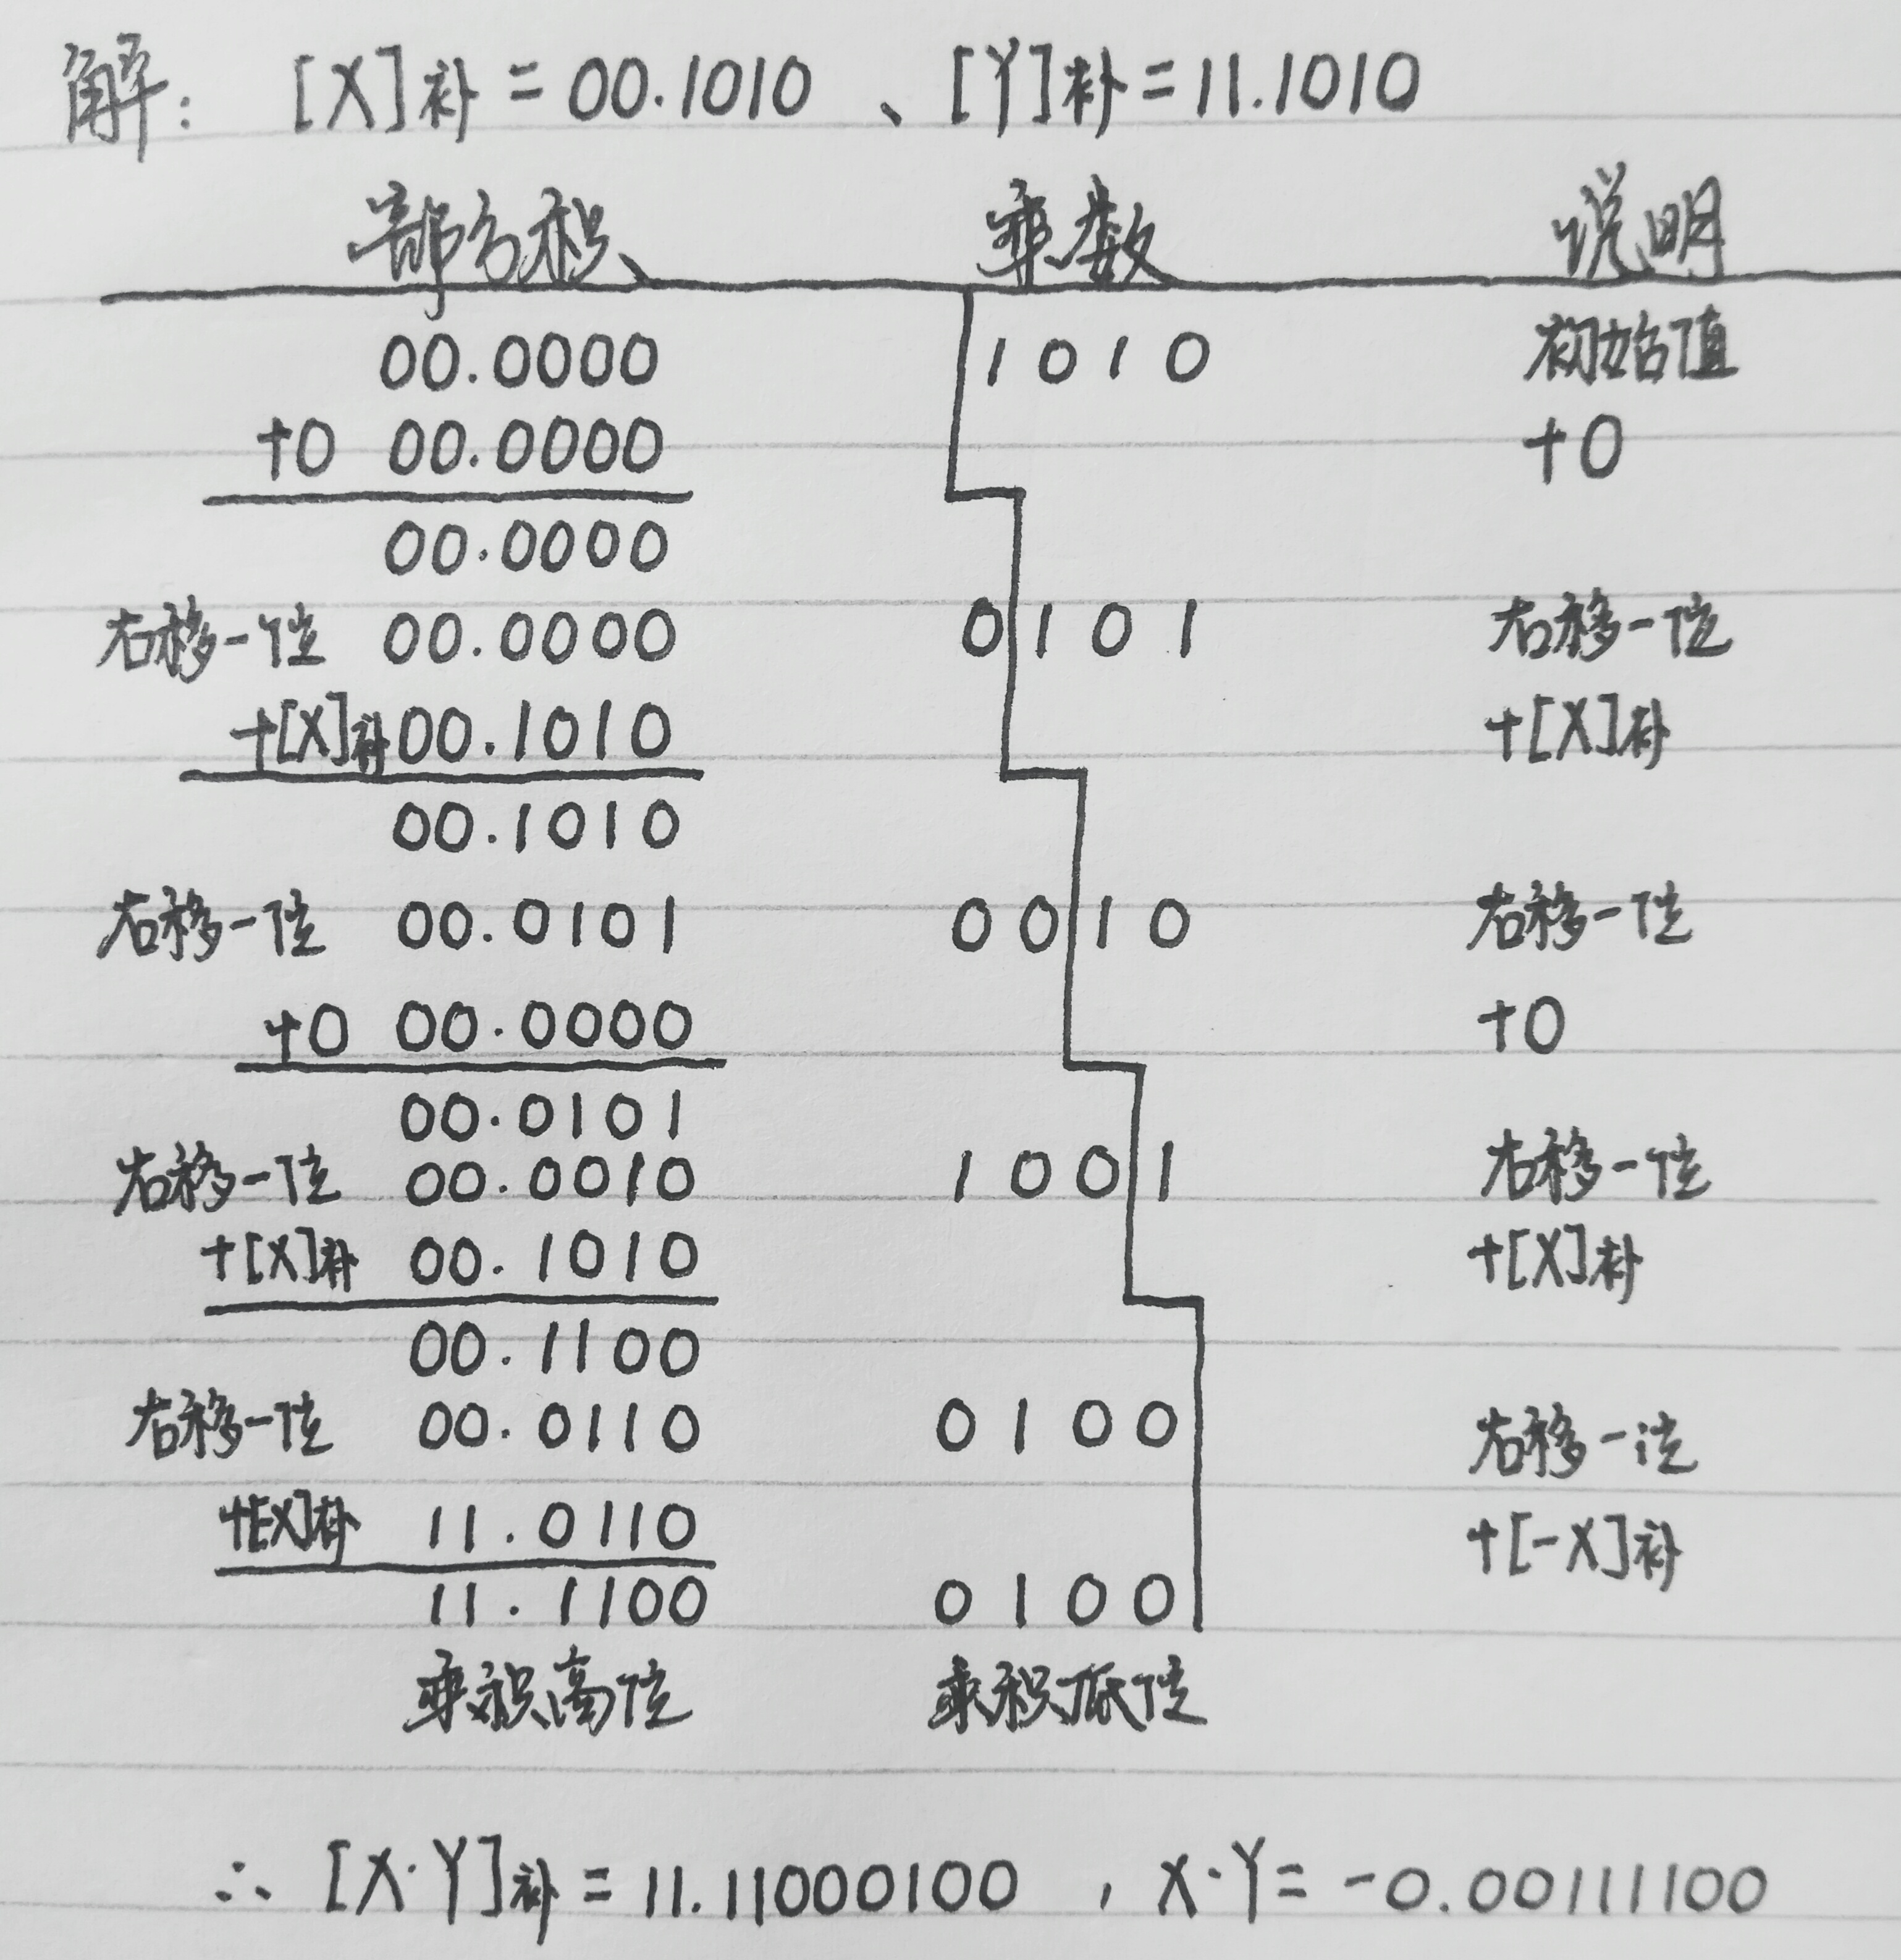 解: [X]补 = 00.1010 、[Y]补 = 11.1010
部分积 乘数 说明
00.0000 1010 初始值
+0 00.0000 +0
00.0000
右移一位 00.0000 0101 右移一位
+[X]补 00.1010 +[X]补
00.1010
右移一位 00.0101 0010 右移一位
+0 00.0000 +0
00.0101
右移一位 00.0010 1001 右移一位
+[X]补 00.1010 +[X]补
00.1100
右移一位 00.0110 0100 右移一位
+[-X]补 11.0110 +[-X]补
11.1100 0100
乘积高位 乘积低位
∴ [X·Y]补 = 11.11000100 , X·Y = -0.00111100